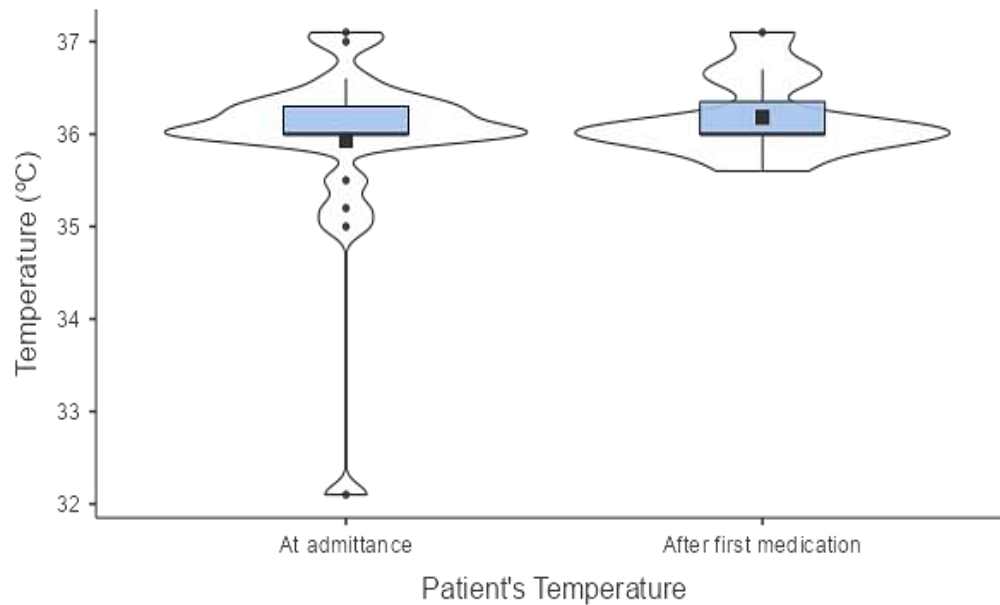 Temperature (ºC)
37
36
35
34
33
32
At admittance
After first medication
Patient's Temperature